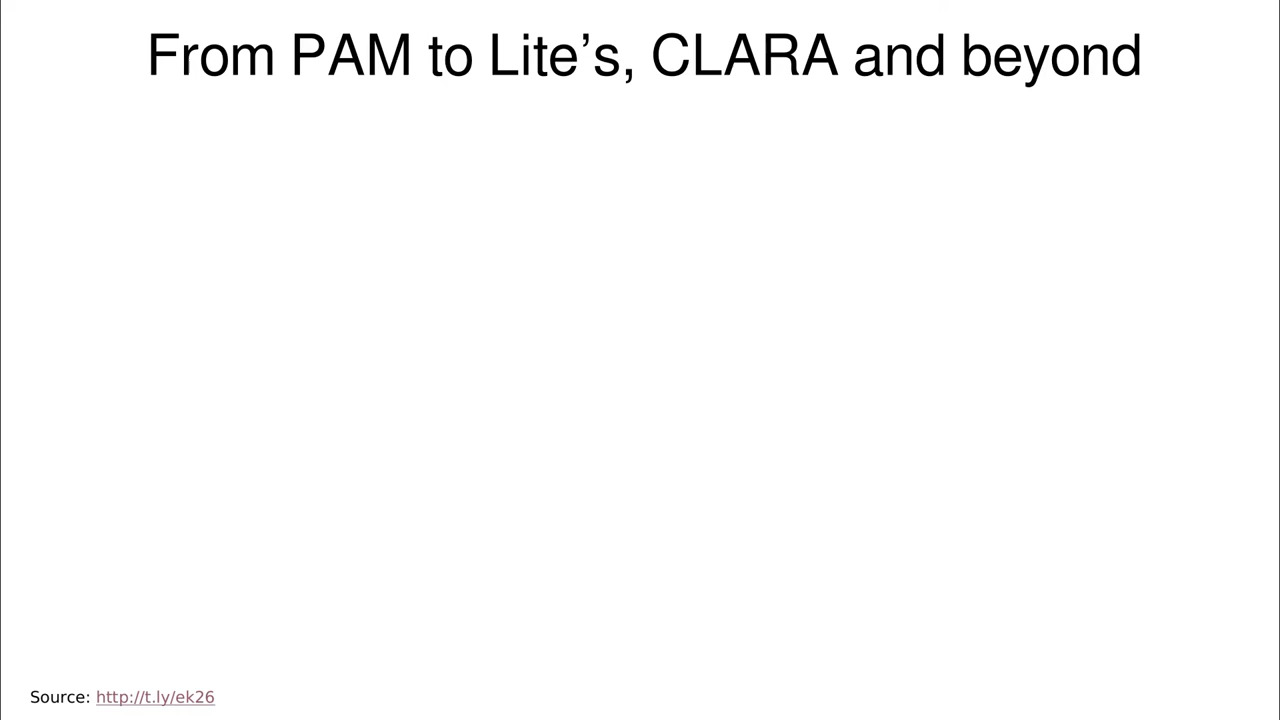 From PAM to Lite’s, CLARA and beyond
Source: http://t.ly/ek26